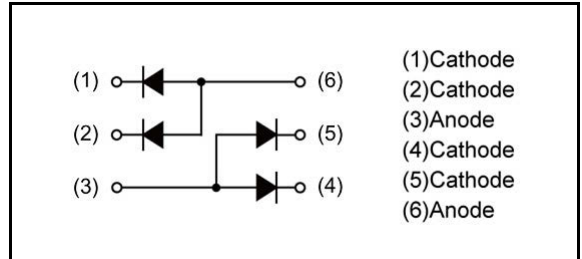 (1) (6)
(2) (5)
(3) (4)
(1)Cathode
(2)Cathode
(3)Anode
(4)Cathode
(5)Cathode
(6)Anode